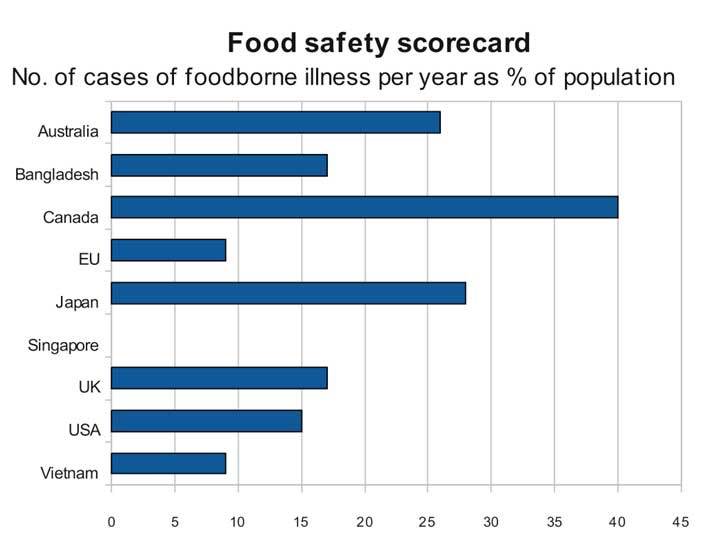 Food safety scorecard
No. of cases of foodborne illness per year as % of population
Australia
Bangladesh
Canada
EU
Japan
Singapore
UK
USA
Vietnam
0 5 10 15 20 25 30 35 40 45